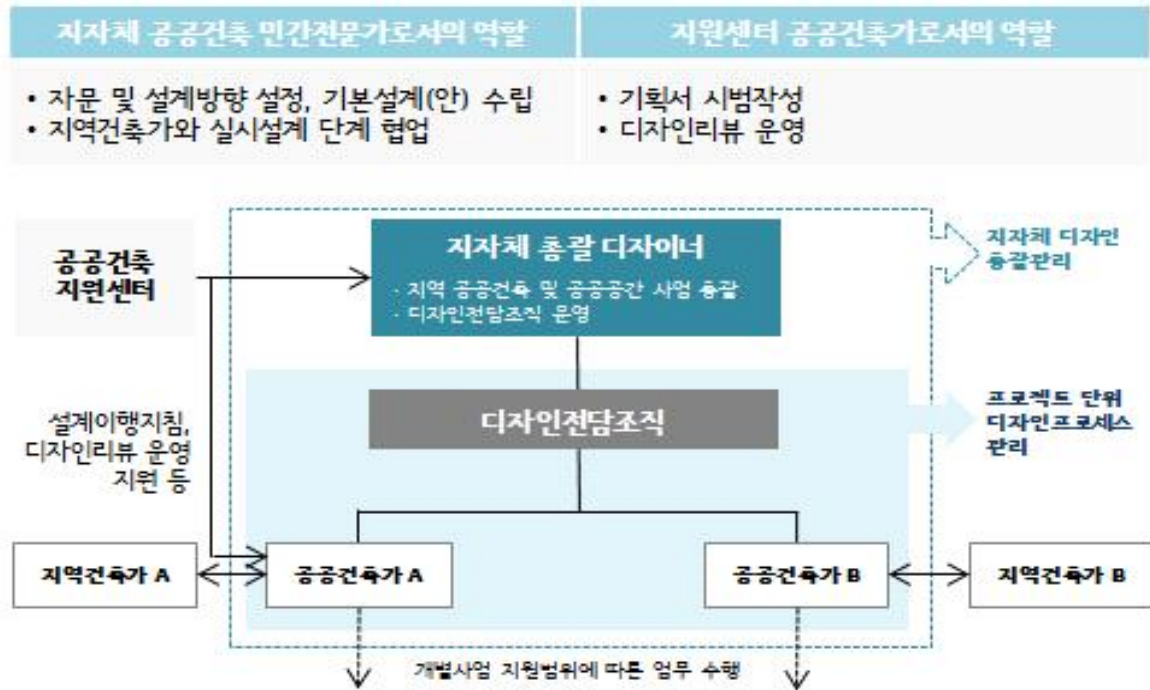 지자체 공공건축 민간전문가로서의 역할
지원센터 공공건축가로서의 역할
• 자문 및 설계방향 설정, 기본설계(안) 수립
• 지역건축가와 실시설계 단계 협업
• 기획서 시범작성
• 디자인리뷰 운영
공공건축
지원센터
지자체 총괄 디자이너
· 지역 공공건축 및 공공공간 사업 총괄
· 디자인전담조직 운영
지자체 디자인
총괄관리
설계이행지침,
디자인리뷰 운영
지원 등
디자인전담조직
프로젝트 단위
디자인프로세스
관리
지역건축가 A
공공건축가 A
공공건축가 B
지역건축가 B
개별사업 지원범위에 따른 업무 수행